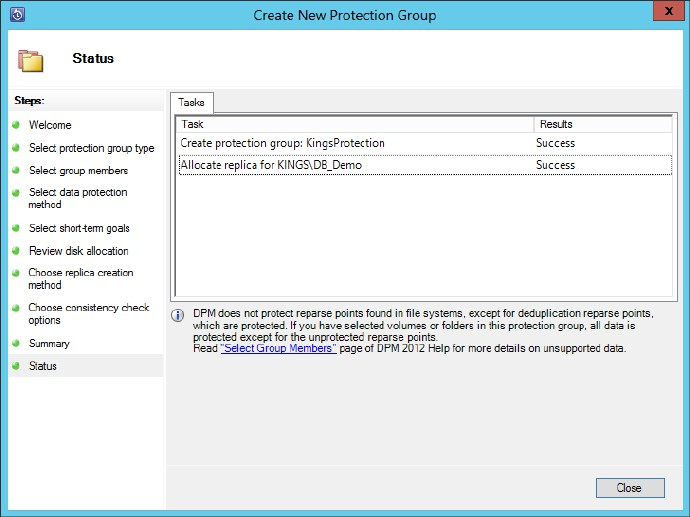 Create New Protection Group
X
Status
Steps:
Welcome
Select protection group type
Select group members
Select data protection
method
Select short-term goals
Review disk allocation
Choose replica creation
method
Choose consistency check
options
Summary
Status
Tasks
Task Results
Create protection group: KingsProtection Success
Allocate replica for KINGS\DB_Demo Success
DPM does not protect reparse points found in file systems, except for deduplication reparse points,
which are protected. If you have selected volumes or folders in this protection group, all data is
protected except for the unprotected reparse points.
Read "Select Group Members" page of DPM 2012 Help for more details on unsupported data.
Close